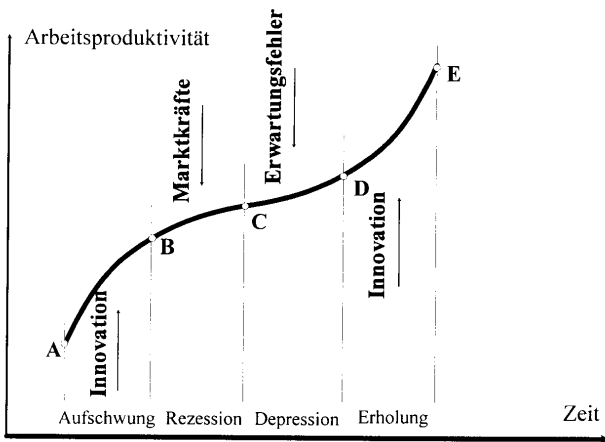 Arbeitsproduktivität
Marktkräfte
Erwartungsfehler
E
D
C
B
A
Innovation
Innovation
Aufschwung
Rezession
Depression
Erholung
Zeit